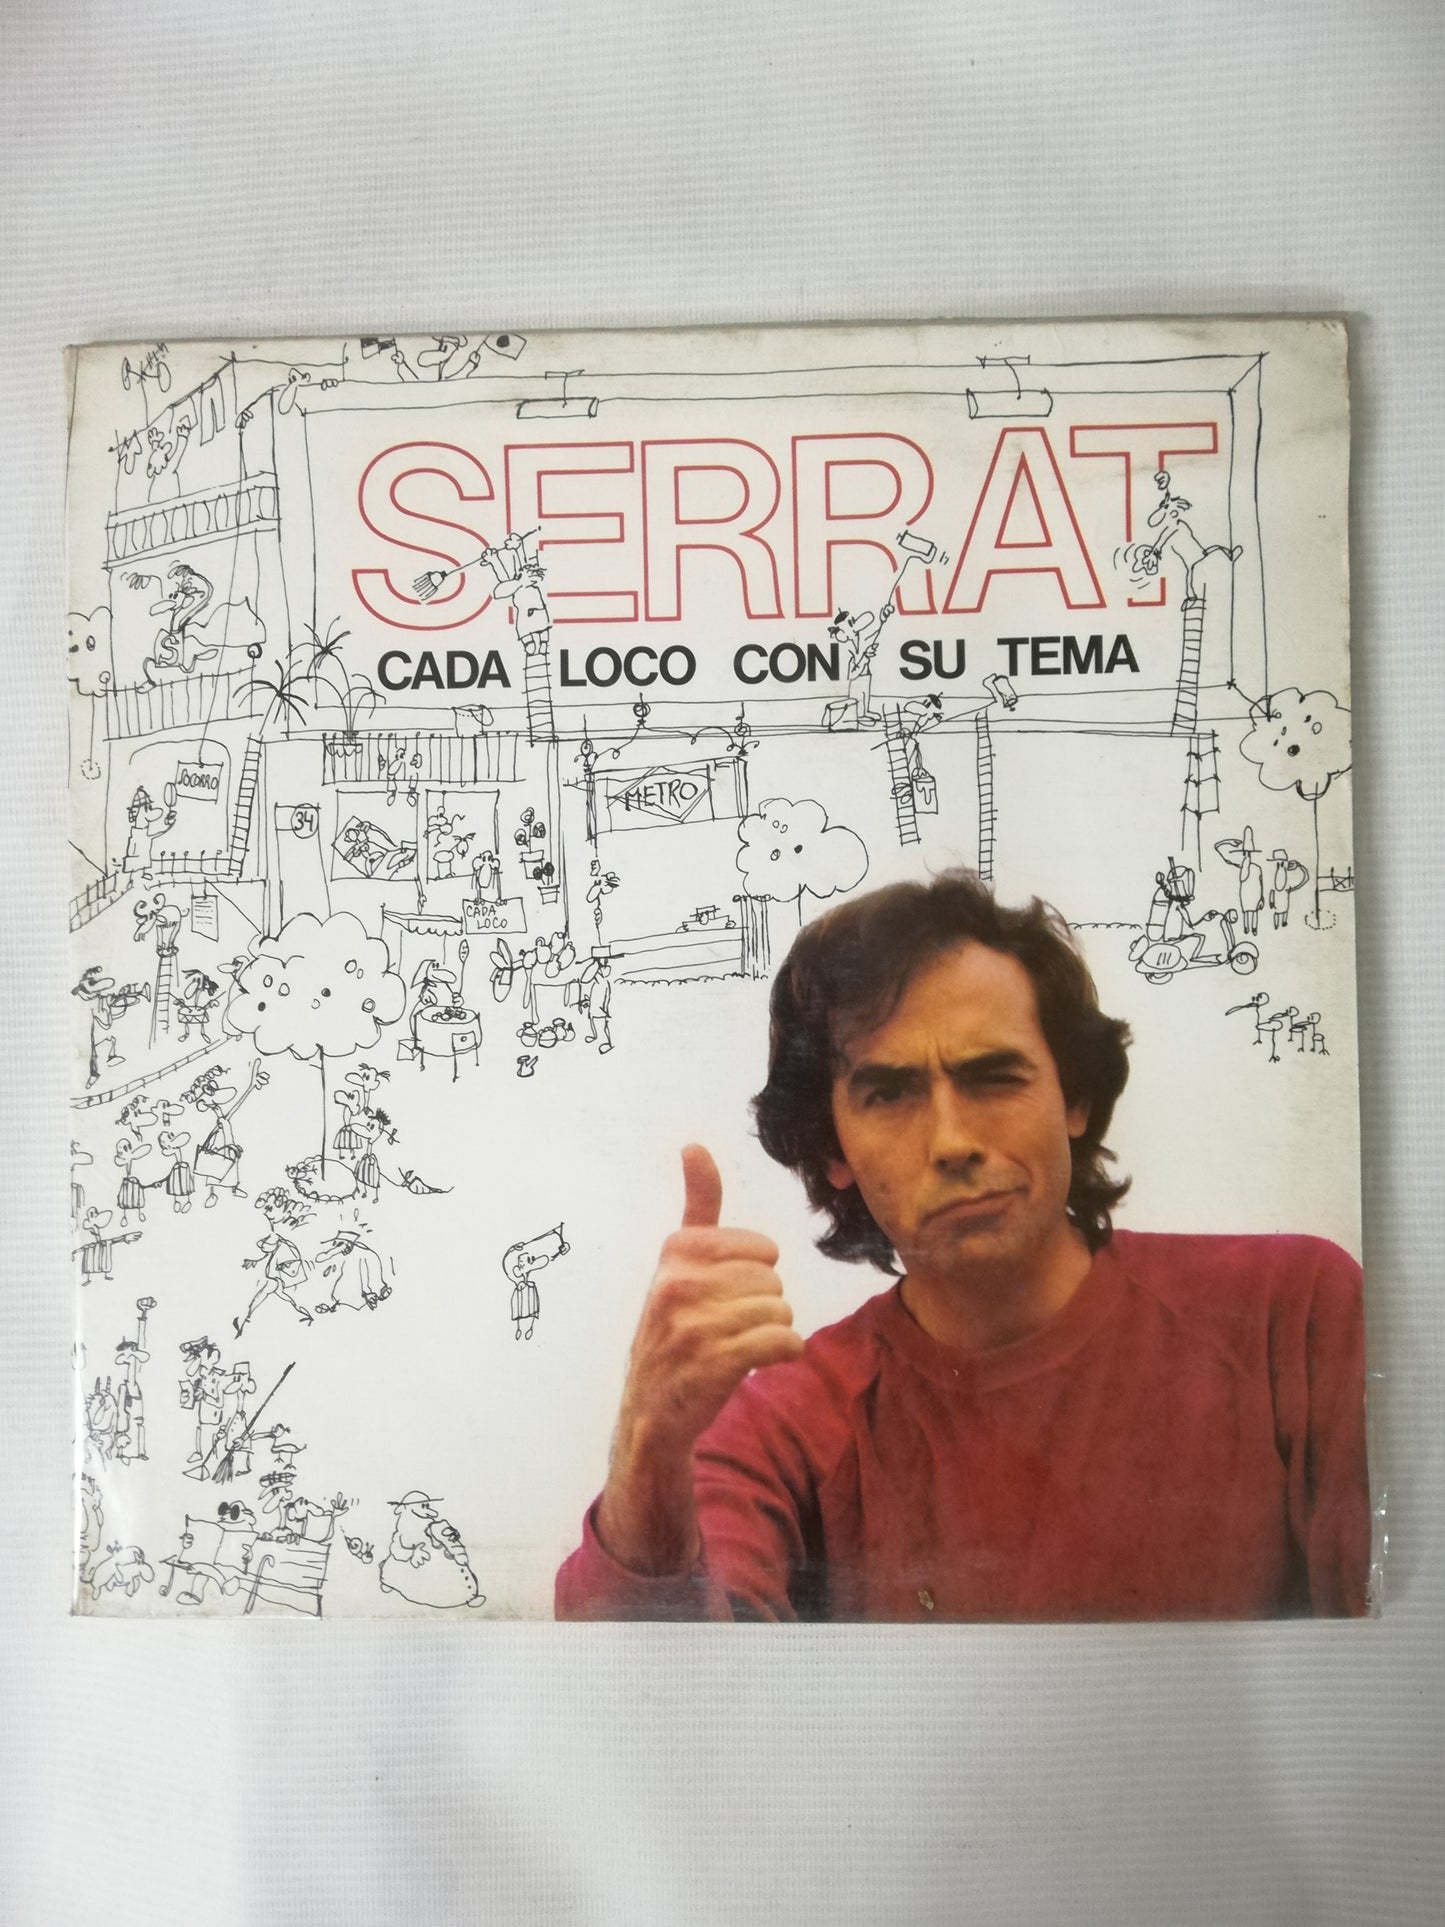 SERRAT
CADA LOCO CON SU TEMA
SOCORRO
METRO
34
T
CADA
LOCO
S